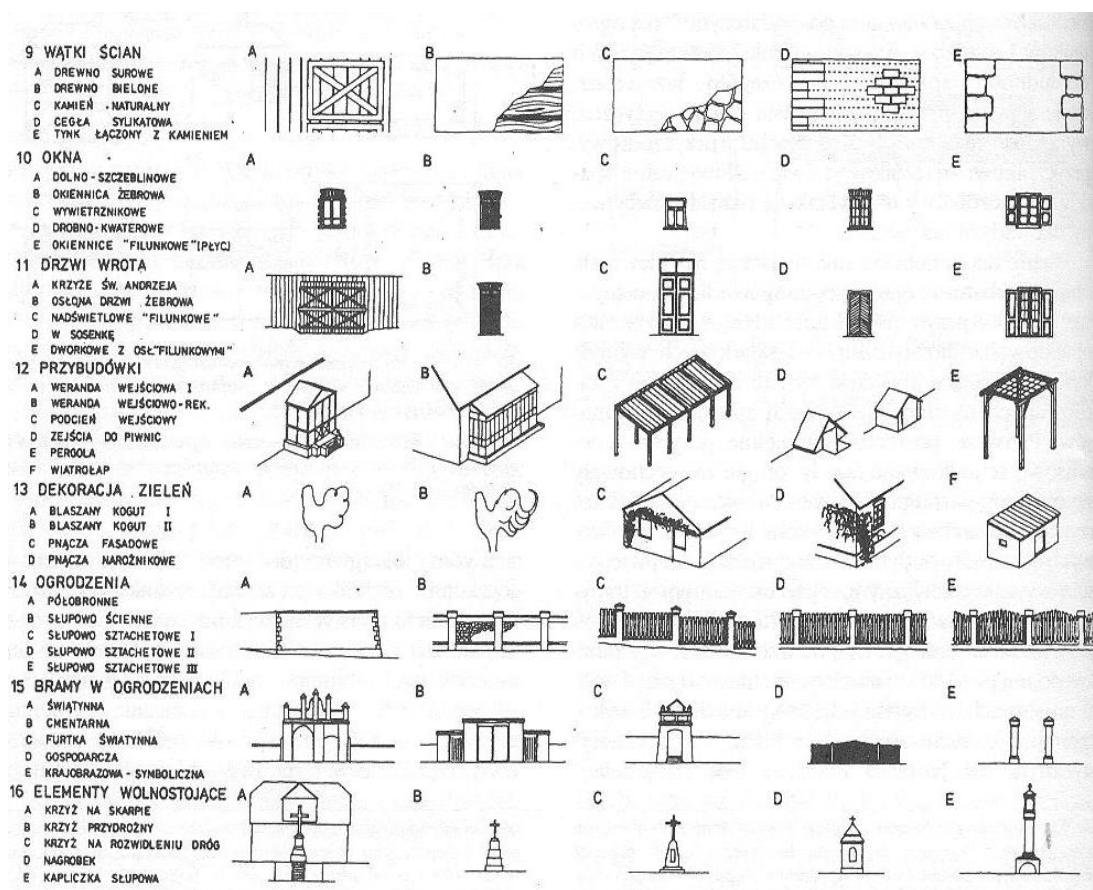 9 WĄTKI ŚCIAN A B C D E
A DREWNO SUROWE
B DREWNO BIELONE
C KAMIEŃ - NATURALNY
D CEGŁA SYLIKATOWA
E TYNK ŁĄCZONY Z KAMIENIEM
10 OKNA A B C D E
A DOLNO-SZCZEBLINOWE
B OKIENNICA ŻEBROWA
C WYWIETRZNIKOWE
D DROBNO-KWATEROWE
E OKIENNICE "FILUNKOWE"(PŁYC)
11 DRZWI WROTA A B C D E
A KRZYŻE ŚW. ANDRZEJA
B OSŁONA DRZWI ŻEBROWA
C NADŚWIETLOWE "FILUNKOWE"
D W SOSENKĘ
E DWORKOWE Z OSŁ"FILUNKOWYMI"
12 PRZYBUDÓWKI A B C D E
A WERANDA WEJŚCIOWA I
B WERANDA WEJŚCIOWO-REK.
C PODCIEŃ WEJŚCIOWY
D ZEJŚCIA DO PIWNIC
E PERGOLA
F WIATROŁAP
13 DEKORACJA . ZIELEŃ A B C D F
A BLASZANY KOGUT I
B BLASZANY KOGUT II
C PNĄCZA FASADOWE
D PNĄCZA NAROŻNIKOWE
14 OGRODZENIA A B C D E
A PÓŁOBRONNE
B SŁUPOWO ŚCIENNE
C SŁUPOWO SZTACHETOWE I
D SŁUPOWO SZTACHETOWE II
E SŁUPOWO SZTACHETOWE III
15 BRAMY W OGRODZENIACH A B C D E
A ŚWIĄTYNNA
B CMENTARNA
C FURTKA ŚWIATYNNA
D GOSPODARCZA
E KRAJOBRAZOWA - SYMBOLICZNA
16 ELEMENTY WOLNOSTOJĄCE A B C D E
A KRZYŻ NA SKARPIE
B KRZYŻ PRZYDROŻNY
KRZYŻ NA ROZWIDLENIU DRÓG
D NAGROBEK
E KAPLICZKA SŁUPOWA